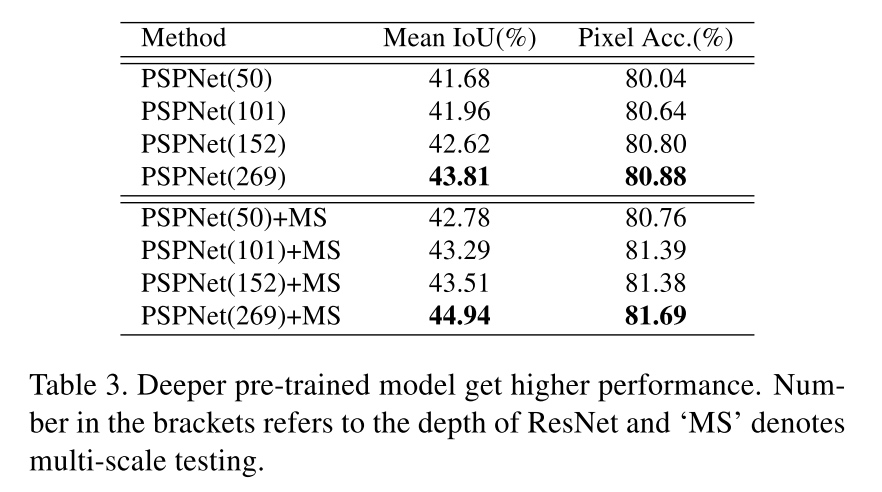 Method Mean IoU(%) Pixel Acc.(%)
PSPNet(50) 41.68 80.04
PSPNet(101) 41.96 80.64
PSPNet(152) 42.62 80.80
PSPNet(269) 43.81 80.88
PSPNet(50)+MS 42.78 80.76
PSPNet(101)+MS 43.29 81.39
PSPNet(152)+MS 43.51 81.38
PSPNet(269)+MS 44.94 81.69
Table 3. Deeper pre-trained model get higher performance. Num-
ber in the brackets refers to the depth of ResNet and ‘MS’ denotes
multi-scale testing.